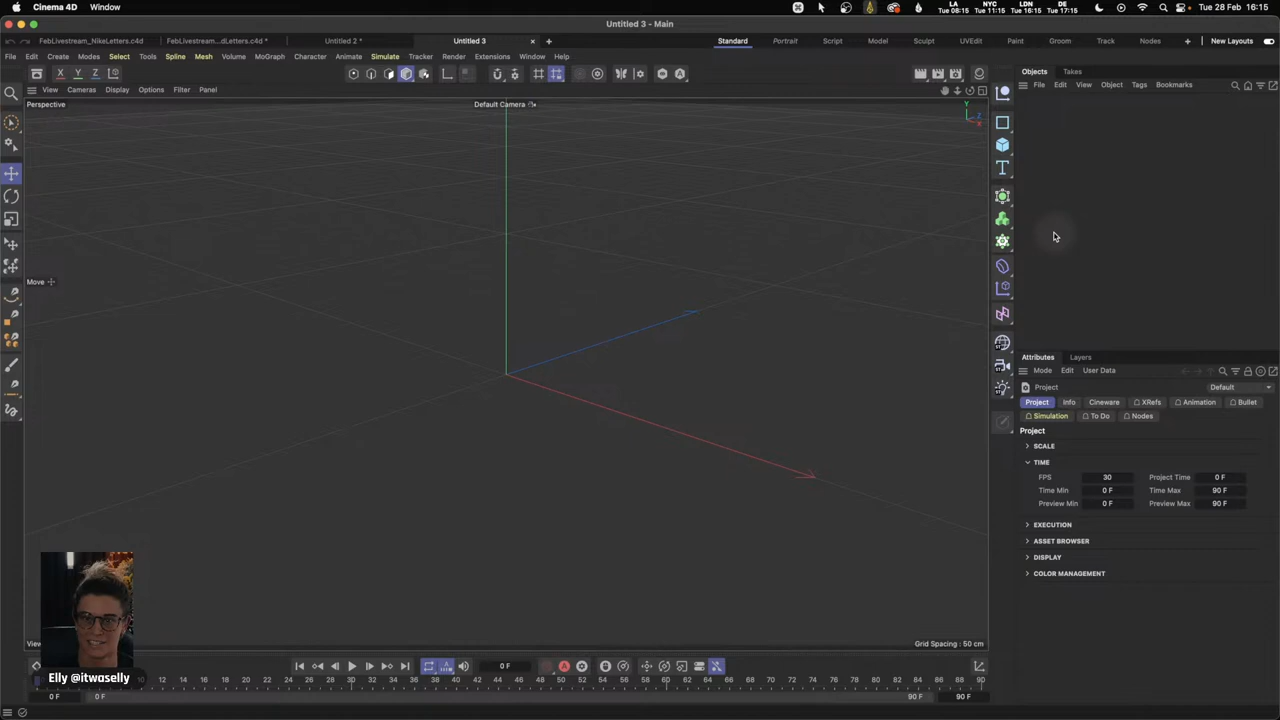 Cinema 4D Window
LA 08:15 NYC 11:15 LDN 16:15 DE 17:15 Tue 28 Feb 16:15
Untitled 3 - Main
FebLivestream_NikeLetters.c4d FebLivestream...dLetters.c4d * Untitled 2 * Untitled 3 × +
Standard Portrait Script Model Sculpt UVEdit Paint Groom Track Nodes + New Layouts
File Edit Create Modes Select Tools Spline Mesh Volume MoGraph Character Animate Simulate Tracker Render Extensions Window Help
X Y Z
Objects Takes
View Cameras Display Options Filter Panel
File Edit View Object Tags Bookmarks
Perspective
Default Camera
Y
Z
X
Move
Attributes Layers
Mode Edit User Data
Project Default
Project Info Cineware XRefs Animation Bullet
Simulation To Do Nodes
Project
SCALE
TIME
FPS 30 Project Time 0 F
Time Min 0 F Time Max 90 F
Preview Min 0 F Preview Max 90 F
EXECUTION
ASSET BROWSER
DISPLAY
COLOR MANAGEMENT
View
Grid Spacing : 50 cm
0 F
Elly @itwaselly
10 12 14 16 18 20 22 24 26 28 30 32 34 36 38 40 42 44 46 48 50 52 54 56 58 60 62 64 66 68 70 72 74 76 78 80 82 84 86 88 90
0 F 0 F 90 F 90 F